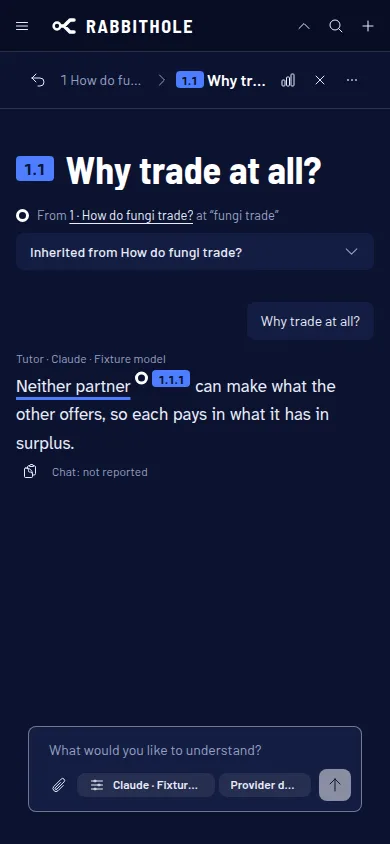 RABBITHOLE
1 How do fu... 1.1 Why tr...
1.1 Why trade at all?
From 1 · How do fungi trade? at “fungi trade”
Inherited from How do fungi trade?
Why trade at all?
Tutor · Claude · Fixture model
Neither partner 1.1.1 can make what the
other offers, so each pays in what it has in
surplus.
Chat: not reported
What would you like to understand?
Claude · Fixtur... Provider d...